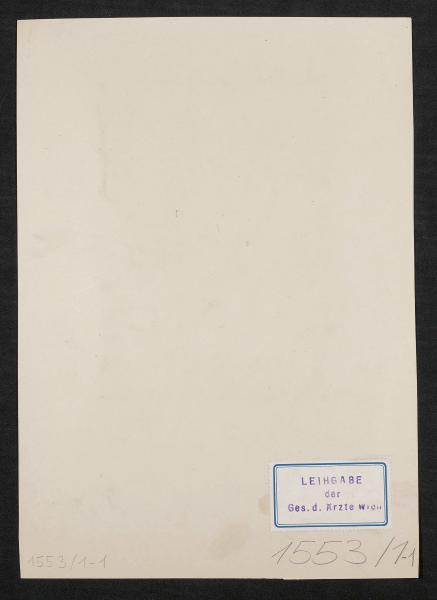 LEIHGABE
der
Ges. d. Ärzte Wien
1553/1-1
1553/1-1